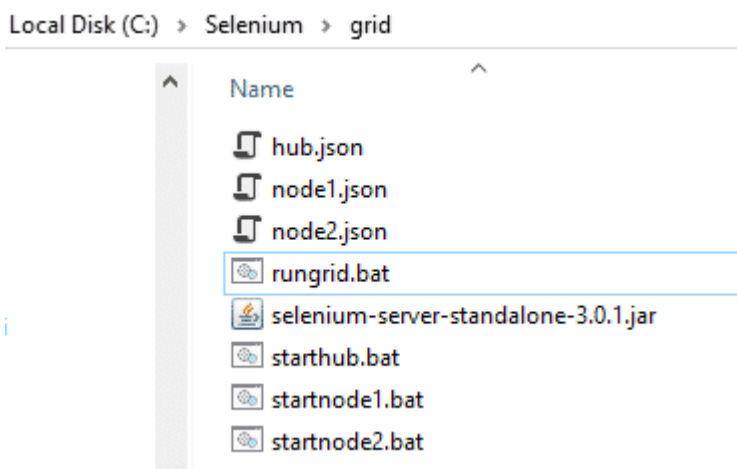 Local Disk (C:) > Selenium > grid
Name
hub.json
node1.json
node2.json
rungrid.bat
selenium-server-standalone-3.0.1.jar
starthub.bat
startnode1.bat
startnode2.bat